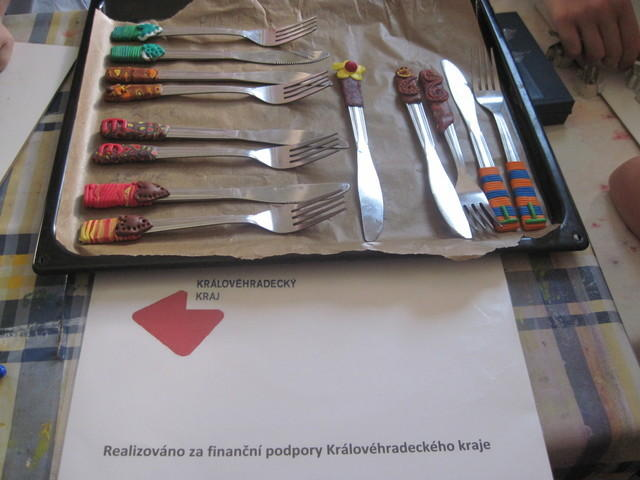 KRÁLOVÉHRADECKÝ
KRAJ
Realizováno za finanční podpory Královéhradeckého kraje